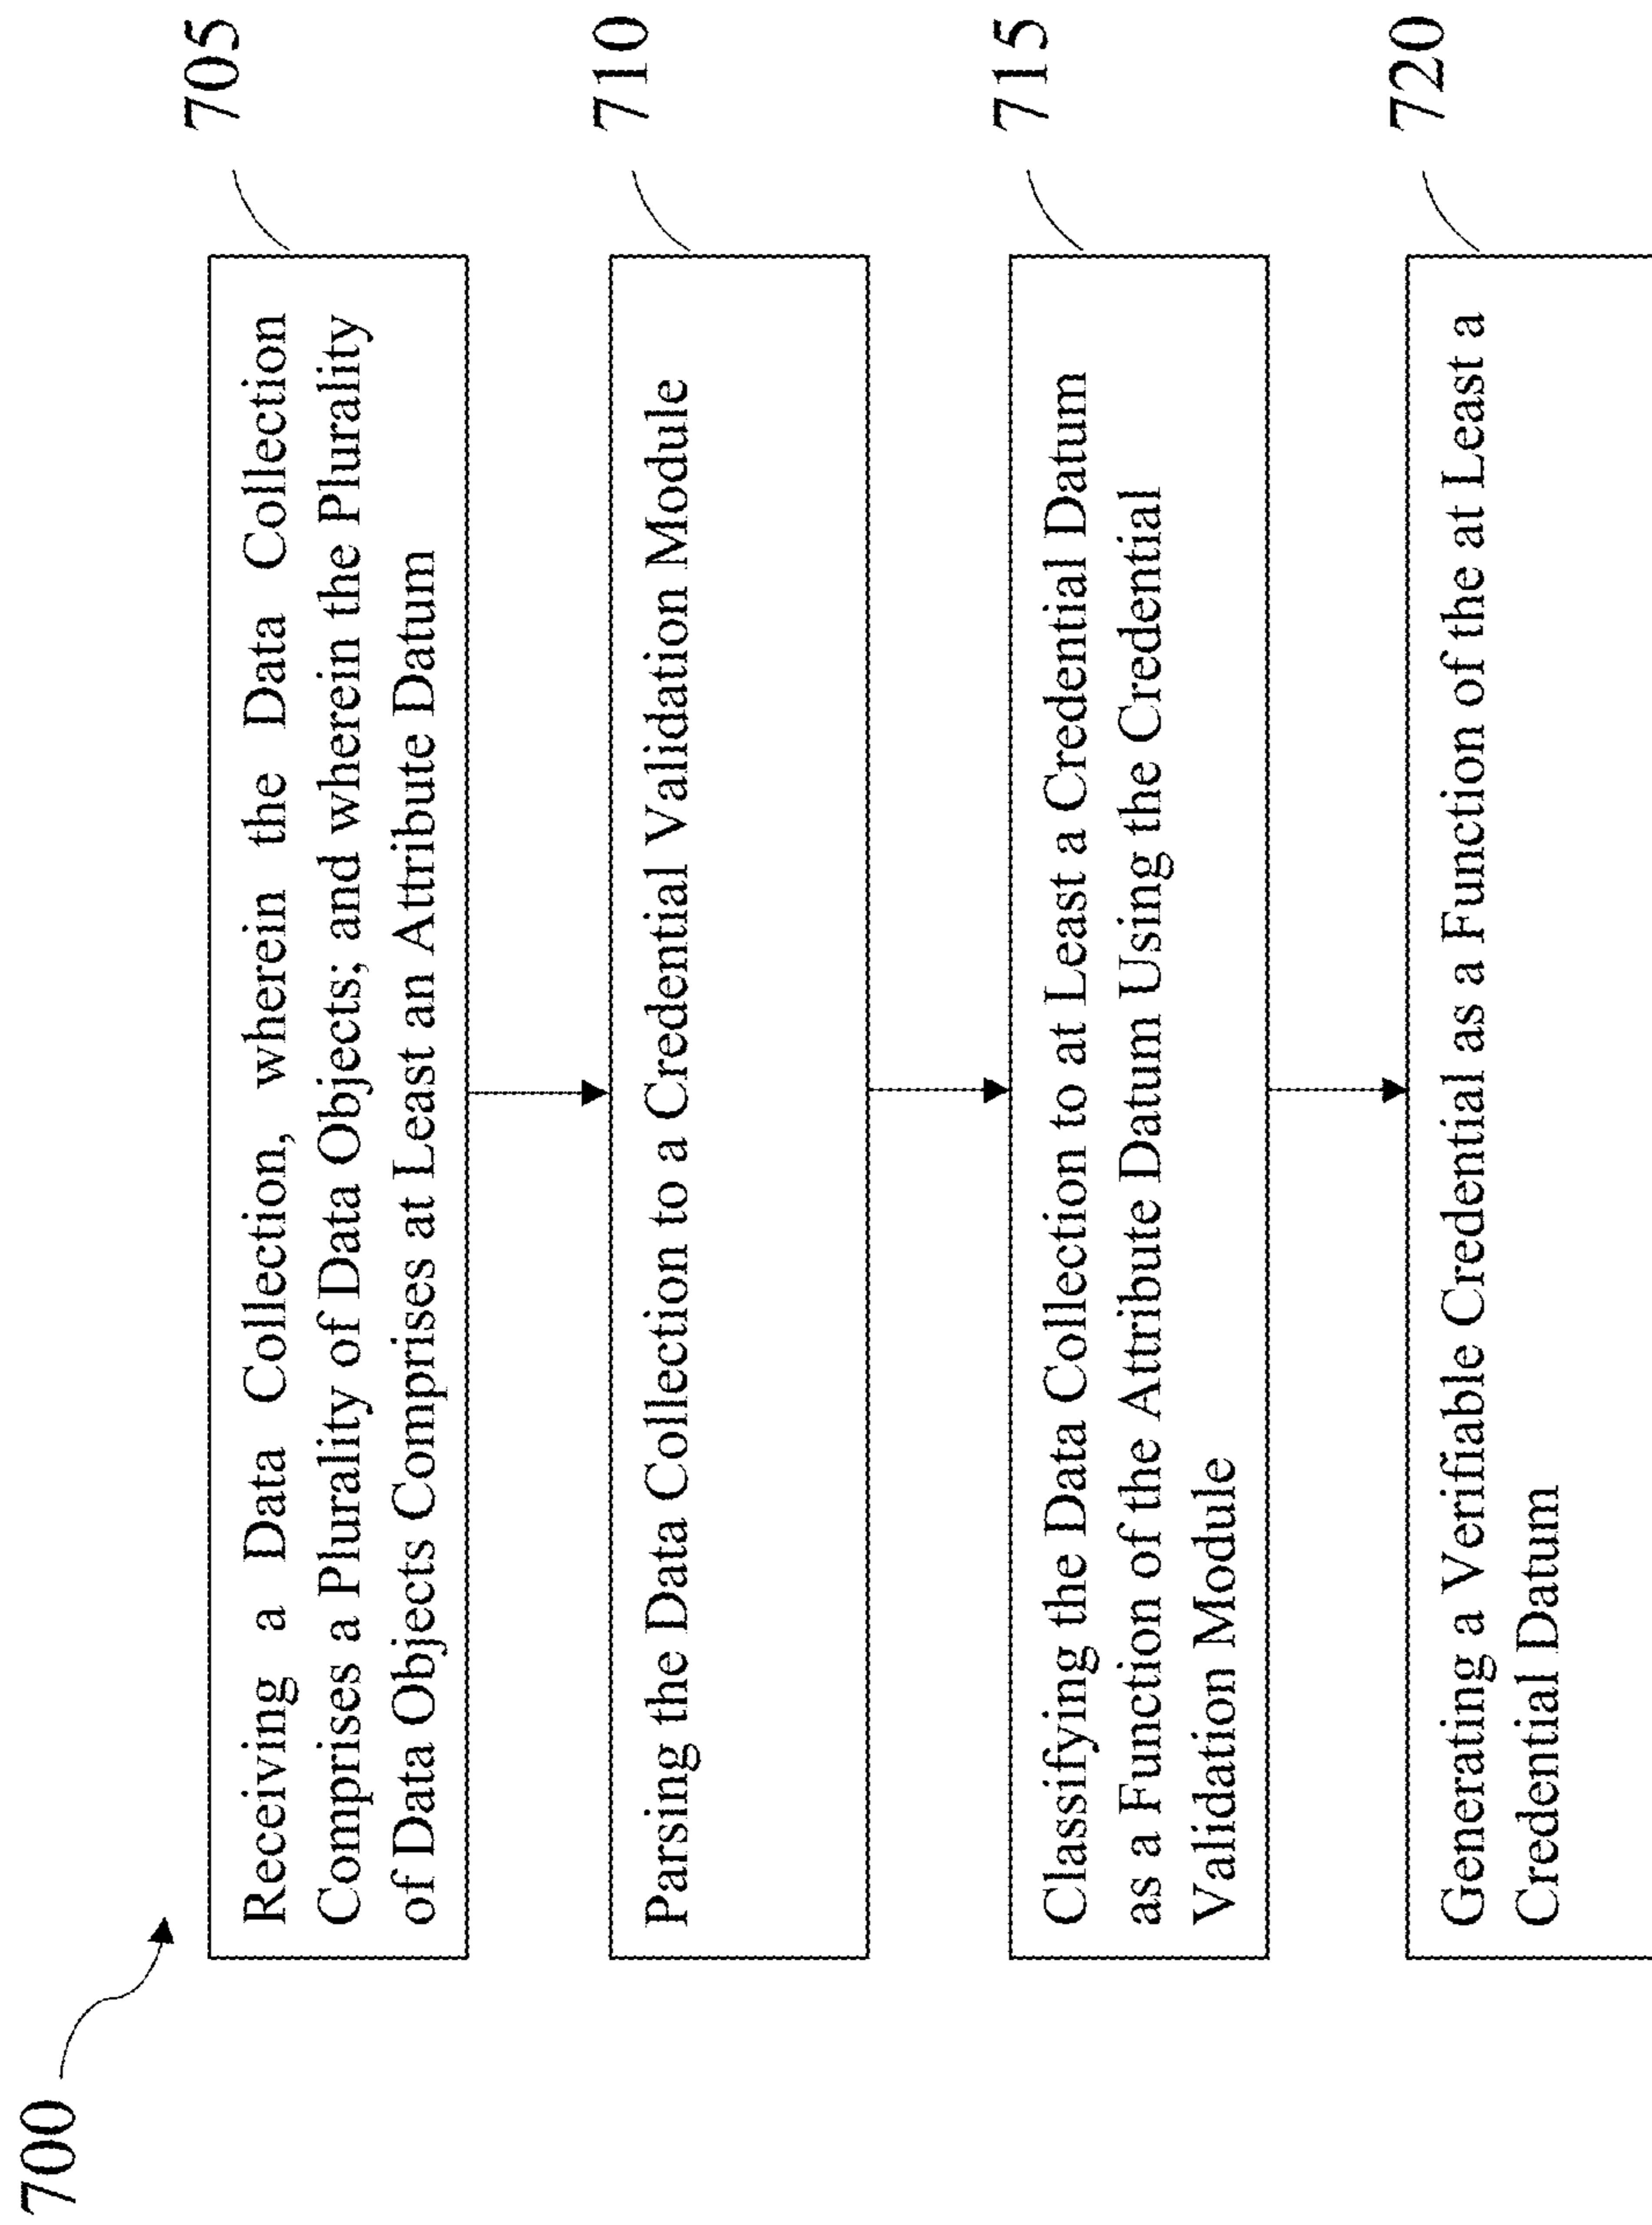 700
705
Receiving a Data Collection, wherein the Data Collection
Comprises a Plurality of Data Objects; and wherein the Plurality
of Data Objects Comprises at Least an Attribute Datum
710
Parsing the Data Collection to a Credential Validation Module
715
Classifying the Data Collection to at Least a Credential Datum
as a Function of the Attribute Datum Using the Credential
Validation Module
720
Generating a Verifiable Credential as a Function of the at Least a
Credential Datum